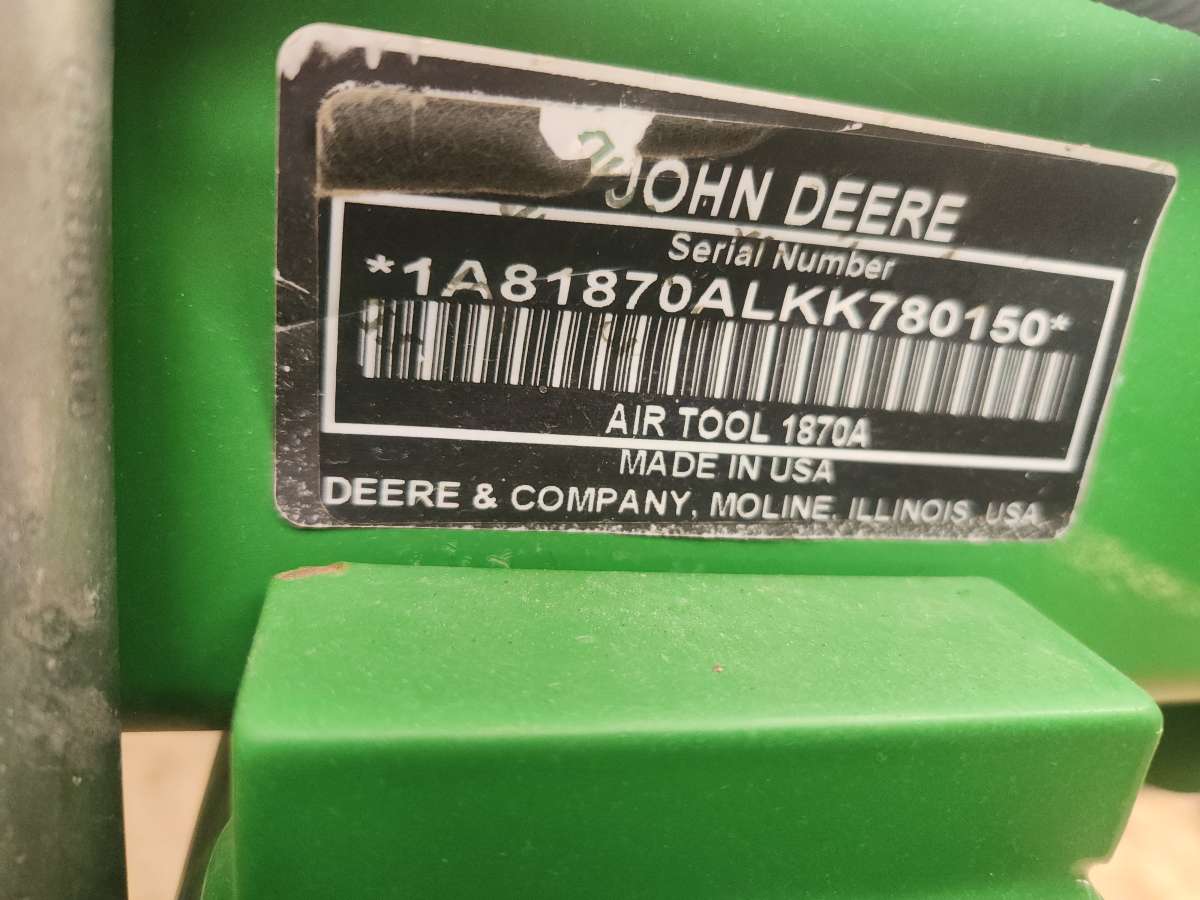 JOHN DEERE
Serial Number
*1A81870ALKK780150*
AIR TOOL 1870A
MADE IN USA
DEERE & COMPANY, MOLINE, ILLINOIS, USA